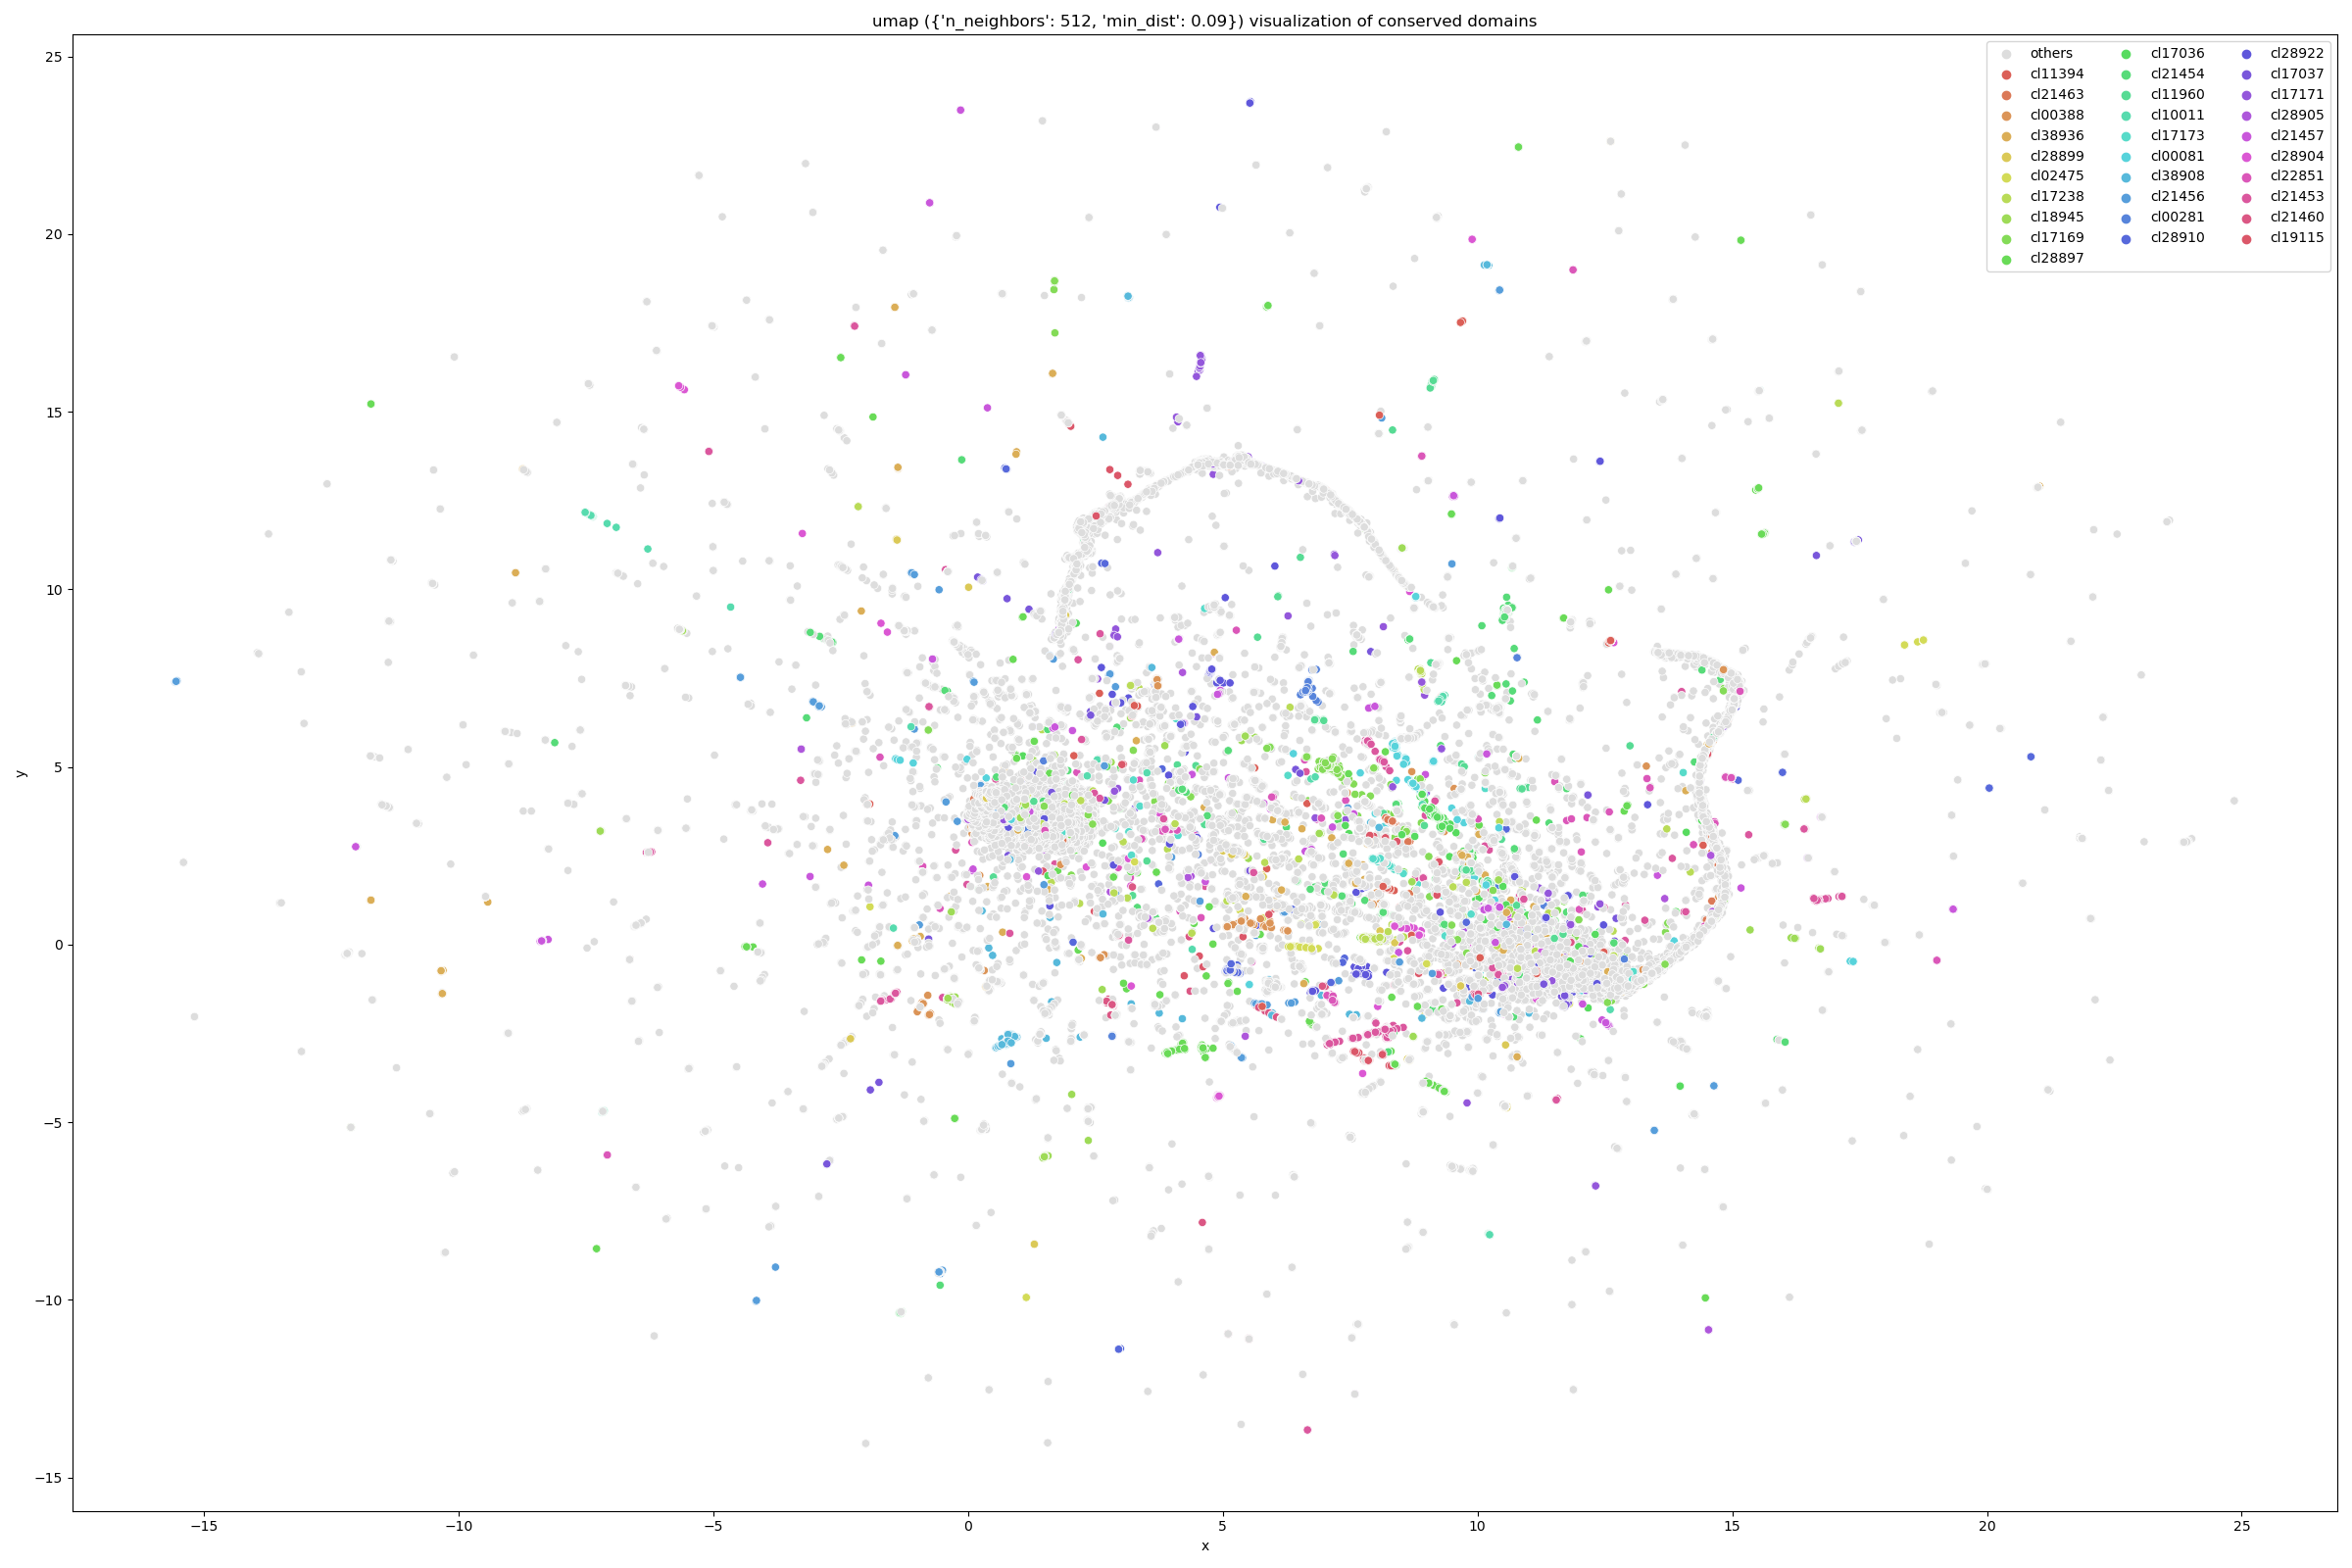 umap ({'n_neighbors': 512, 'min_dist': 0.09}) visualization of conserved domains
others
cl11394
cl21463
cl00388
cl38936
cl28899
cl02475
cl17238
cl18945
cl17169
cl28897
cl17036
cl21454
cl11960
cl10011
cl17173
cl00081
cl38908
cl21456
cl00281
cl28910
cl28922
cl17037
cl17171
cl28905
cl21457
cl28904
cl22851
cl21453
cl21460
cl19115
25
20
15
10
5
0
−5
−10
−15
y
−15
−10
−5
0
5
10
15
20
25
x